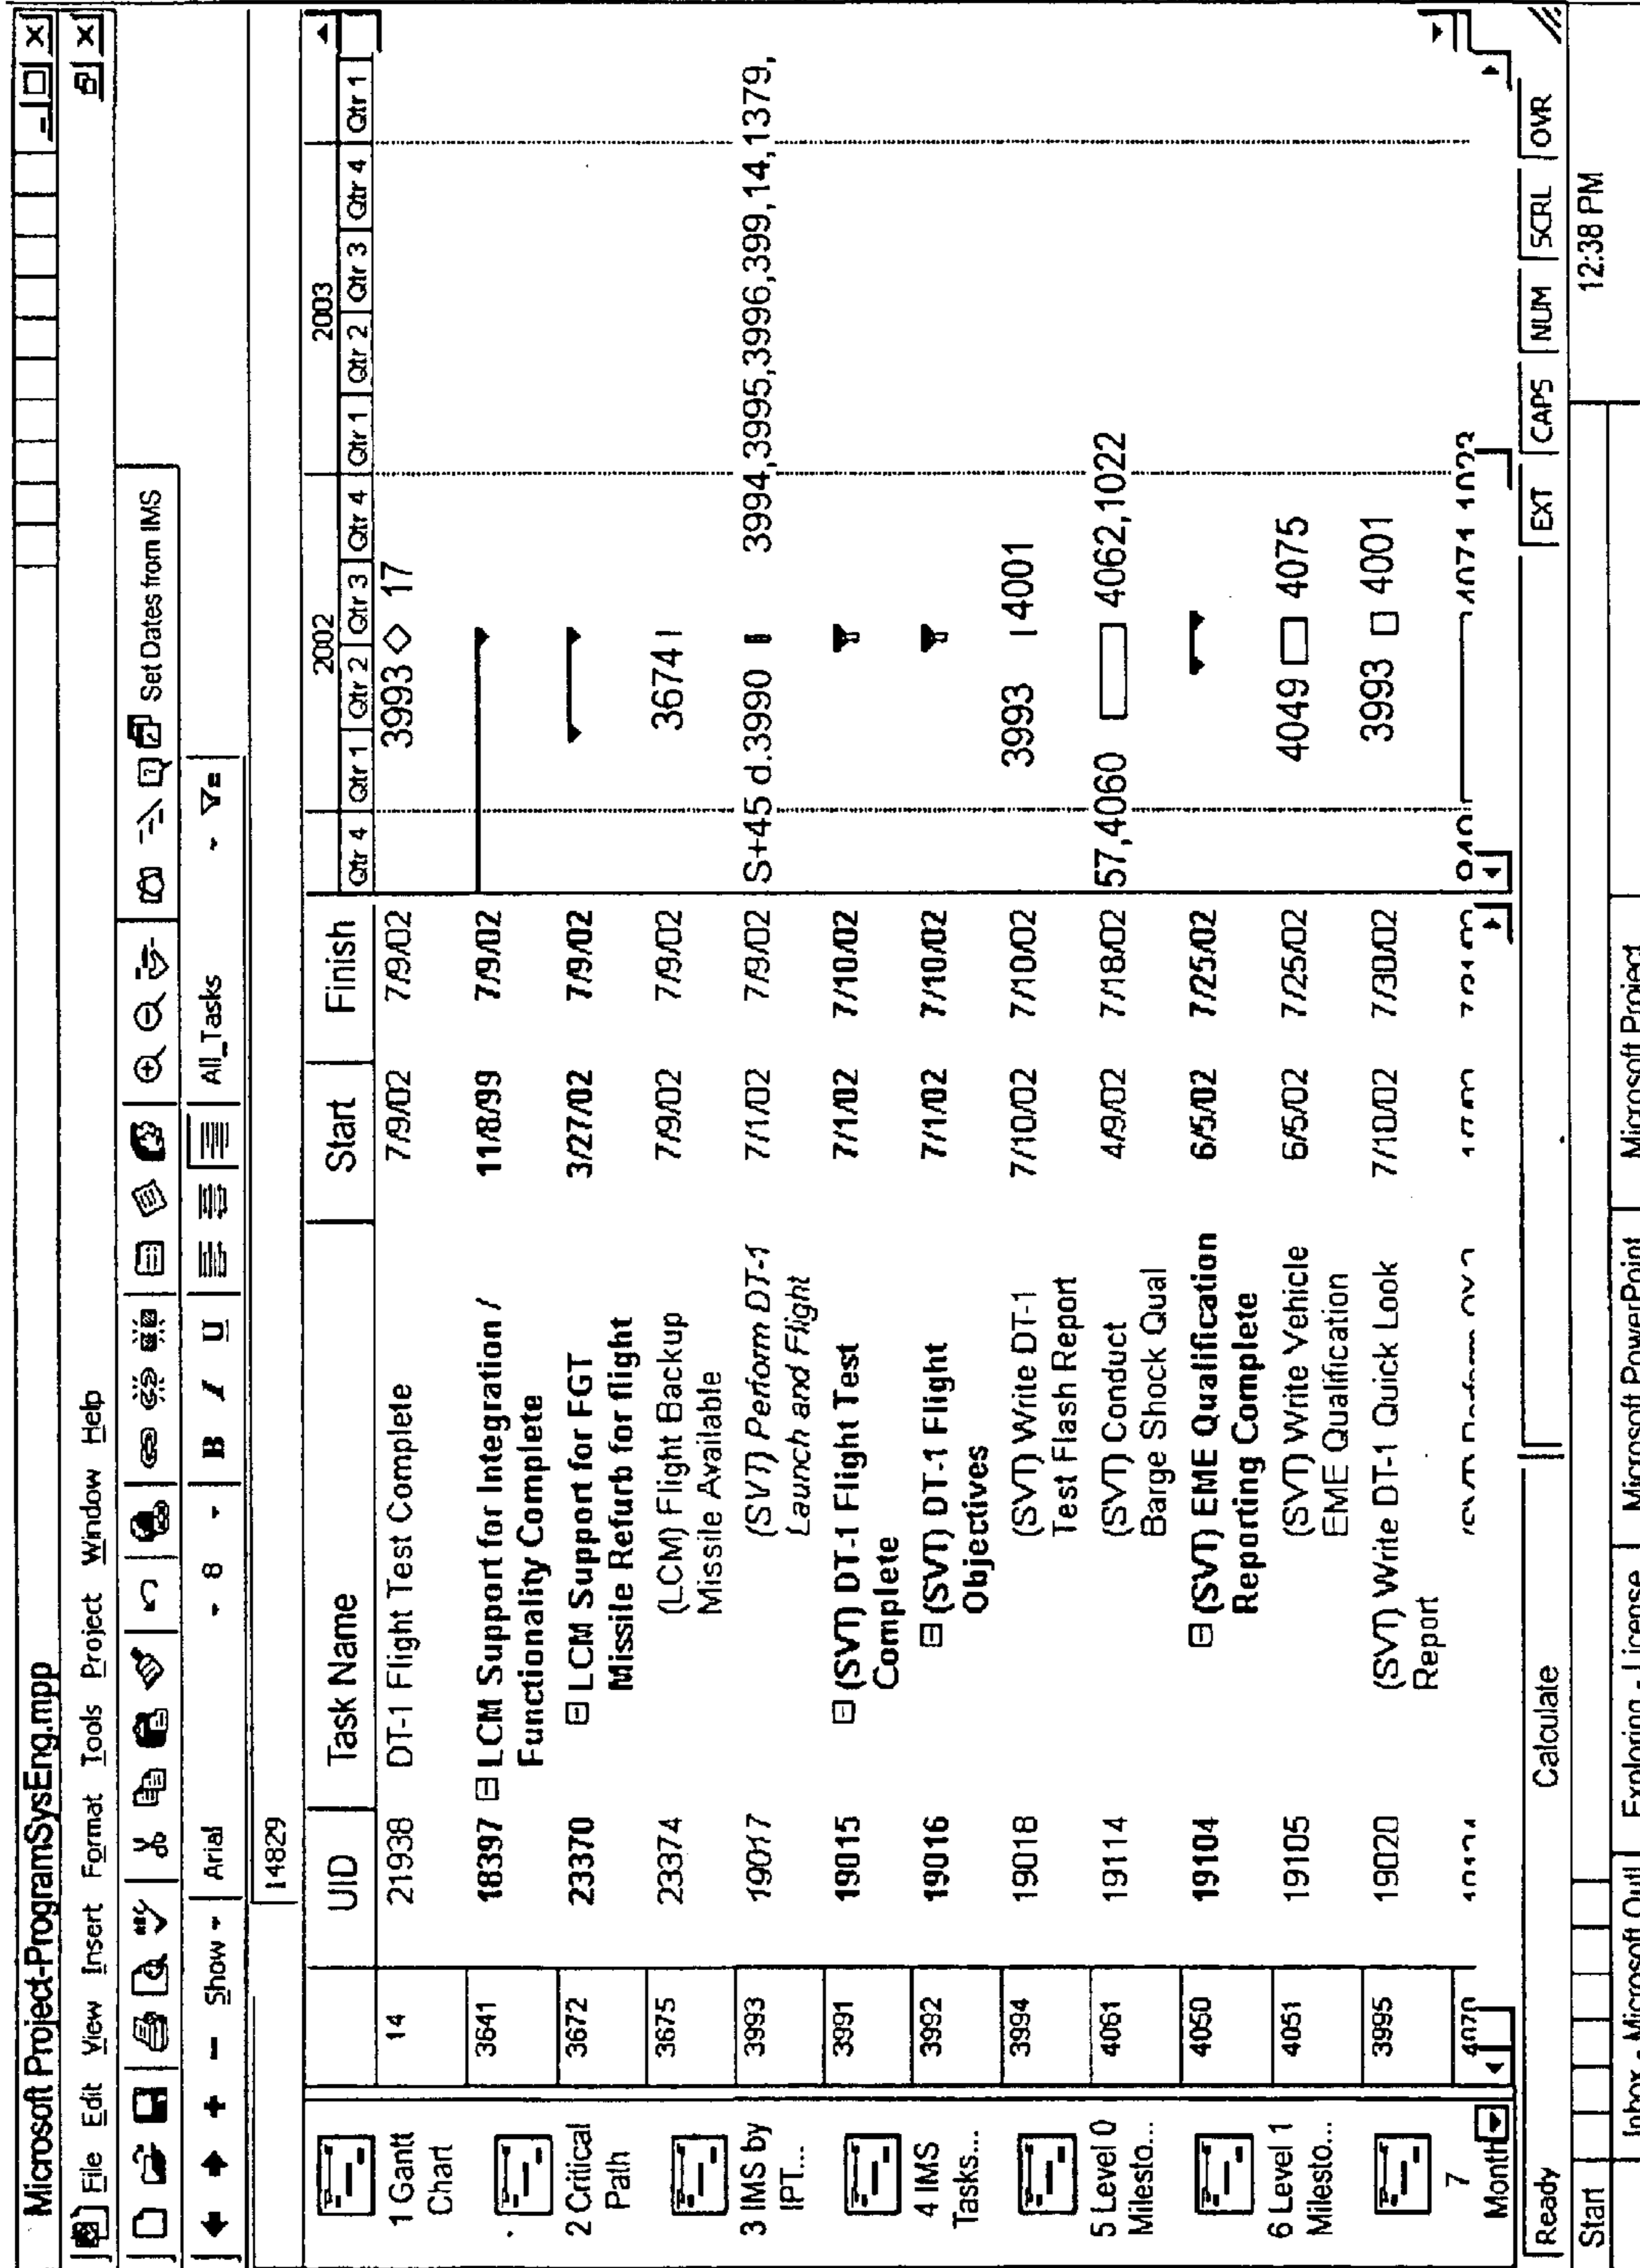 Microsoft Project-ProgramSysEng.mpp
File Edit View Insert Format Tools Project Window Help
Set Dates from IMS
Show Arial 8 B I U All_Tasks
14829
UID Task Name Start Finish
2002 2003
Qtr 4 Qtr 1 Qtr 2 Qtr 3 Qtr 4 Qtr 1 Qtr 2 Qtr 3 Qtr 4 Qtr 1
14 21938 DT-1 Flight Test Complete 7/9/02 7/9/02 3993 17
3641 18397 LCM Support for Integration / 11/8/99 7/9/02
Functionality Complete
3672 23370 LCM Support for FGT 3/27/02 7/9/02
Missile Refurb for flight
3675 23374 (LCM) Flight Backup 7/9/02 7/9/02 3674
Missile Available
3993 19017 (SVT) Perform DT-1 7/1/02 7/9/02 S+45 d.3990 3994,3995,3996,399,14,1379,
Launch and Flight
3991 19015 (SVT) DT-1 Flight Test 7/1/02 7/10/02
Complete
3992 19016 (SVT) DT-1 Flight 7/1/02 7/10/02
Objectives
3994 19018 (SVT) Write DT-1 7/10/02 7/10/02 3993 4001
Test Flash Report
4061 19114 (SVT) Conduct 4/9/02 7/18/02 57,4060 4062,1022
Barge Shock Qual
4050 19104 (SVT) EME Qualification 6/5/02 7/25/02
Reporting Complete
4051 19105 (SVT) Write Vehicle 6/5/02 7/25/02 4049 4075
EME Qualification
3995 19020 (SVT) Write DT-1 Quick Look 7/10/02 7/30/02 3993 4001
Report
1 Gantt
Chart
2 Critical
Path
3 IMS by
IPT...
4 IMS
Tasks...
5 Level 0
Milesto...
6 Level 1
Milesto...
7
Month
Ready Calculate EXT CAPS NUM SCRL OVR
Start 12:38 PM
Inbox - Microsoft Outl Exploring - License Microsoft PowerPoint Microsoft Project